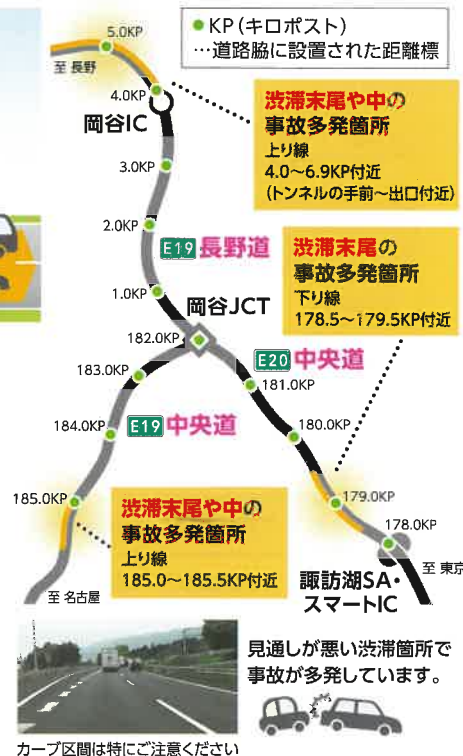 KP(キロポスト)
…道路脇に設置された距離標
5.0KP
至 長野
4.0KP
岡谷IC
渋滞末尾や中の
事故多発箇所
上り線
4.0〜6.9KP付近
(トンネルの手前〜出口付近)
3.0KP
2.0KP
E19 長野道
渋滞末尾の
事故多発箇所
下り線
178.5〜179.5KP付近
1.0KP
岡谷JCT
182.0KP
E20 中央道
183.0KP
181.0KP
184.0KP
E19 中央道
180.0KP
185.0KP
179.0KP
渋滞末尾や中の
事故多発箇所
上り線
185.0〜185.5KP付近
178.0KP
至 東京
至 名古屋
諏訪湖SA・
スマートIC
見通しが悪い渋滞箇所で
事故が多発しています。
カーブ区間は特にご注意ください